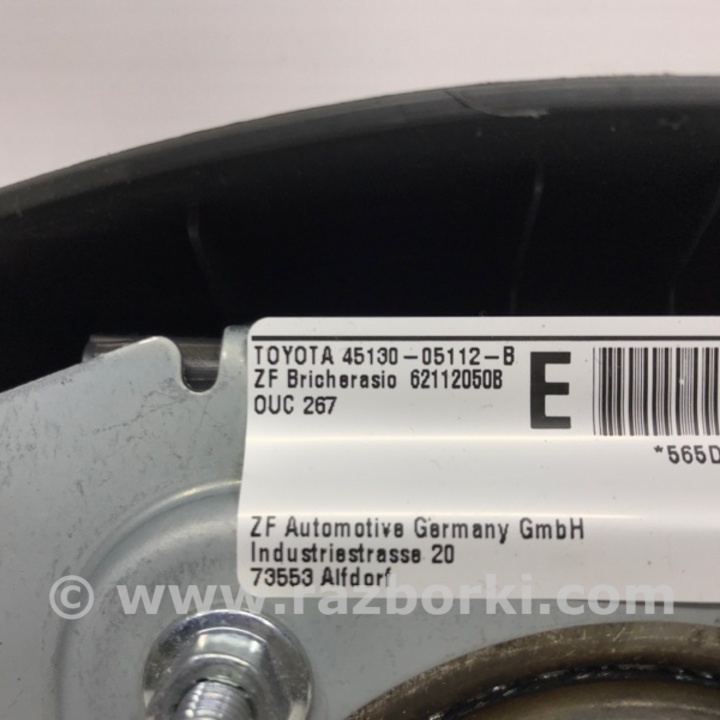 TOYOTA 45130-05112-B
ZF Bricherasio 62112050B
OUC 267
E
*565D
ZF Automotive Germany GmbH
Industriestrasse 20
73553 Alfdorf
© www.razborki.com